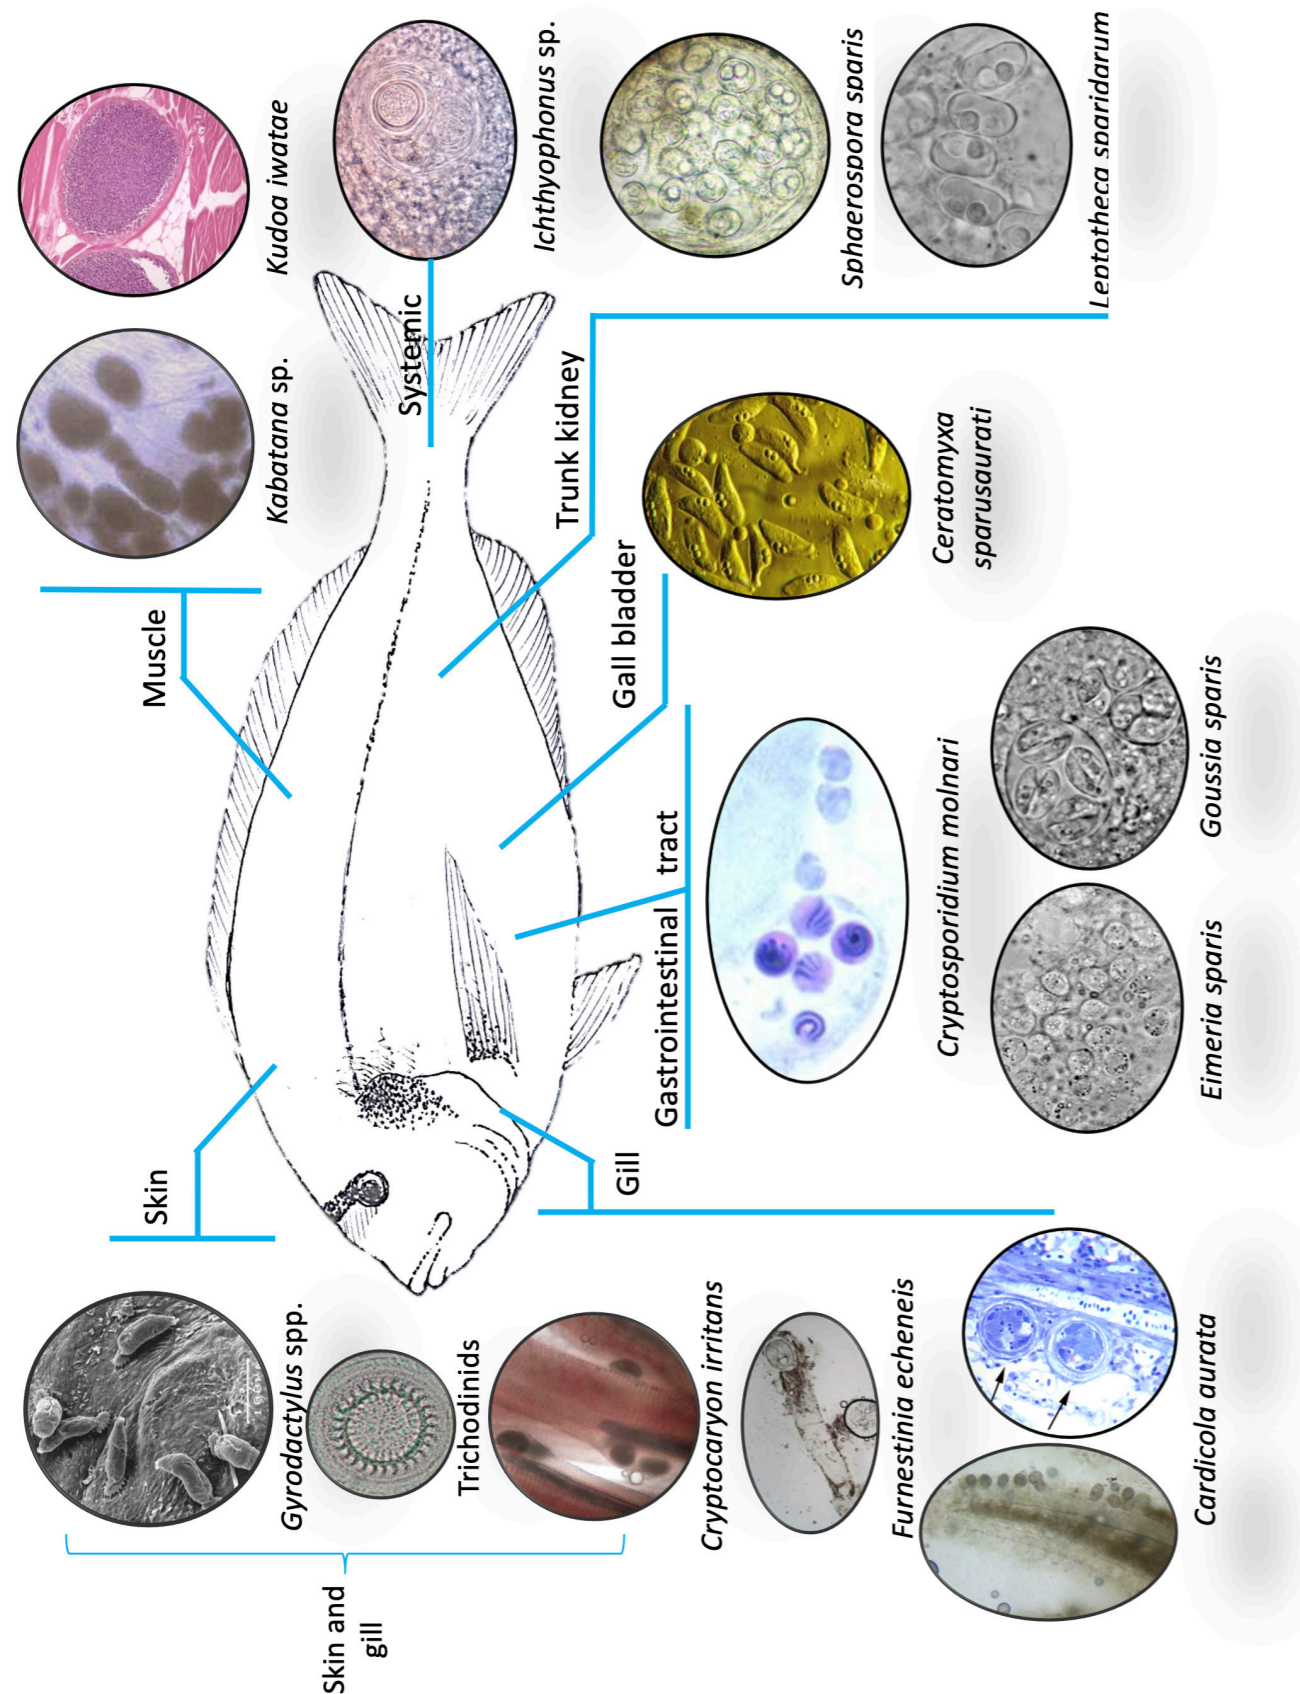 Skin and
gill
Gyrodactylus spp.
Trichodinids
Cryptocaryon irritans
Furnestinia echeneis
Cardicola aurata
Skin
Gill
Muscle
Kabatana sp.
Kudoa iwatae
Systemic
Ichthyophonus sp.
Trunk kidney
Sphaerospora sparis
Leptotheca sparidarum
Gall bladder
Ceratomyxa
sparusaurati
Gastrointestinal tract
Cryptosporidium molnari
Eimeria sparis
Goussia sparis